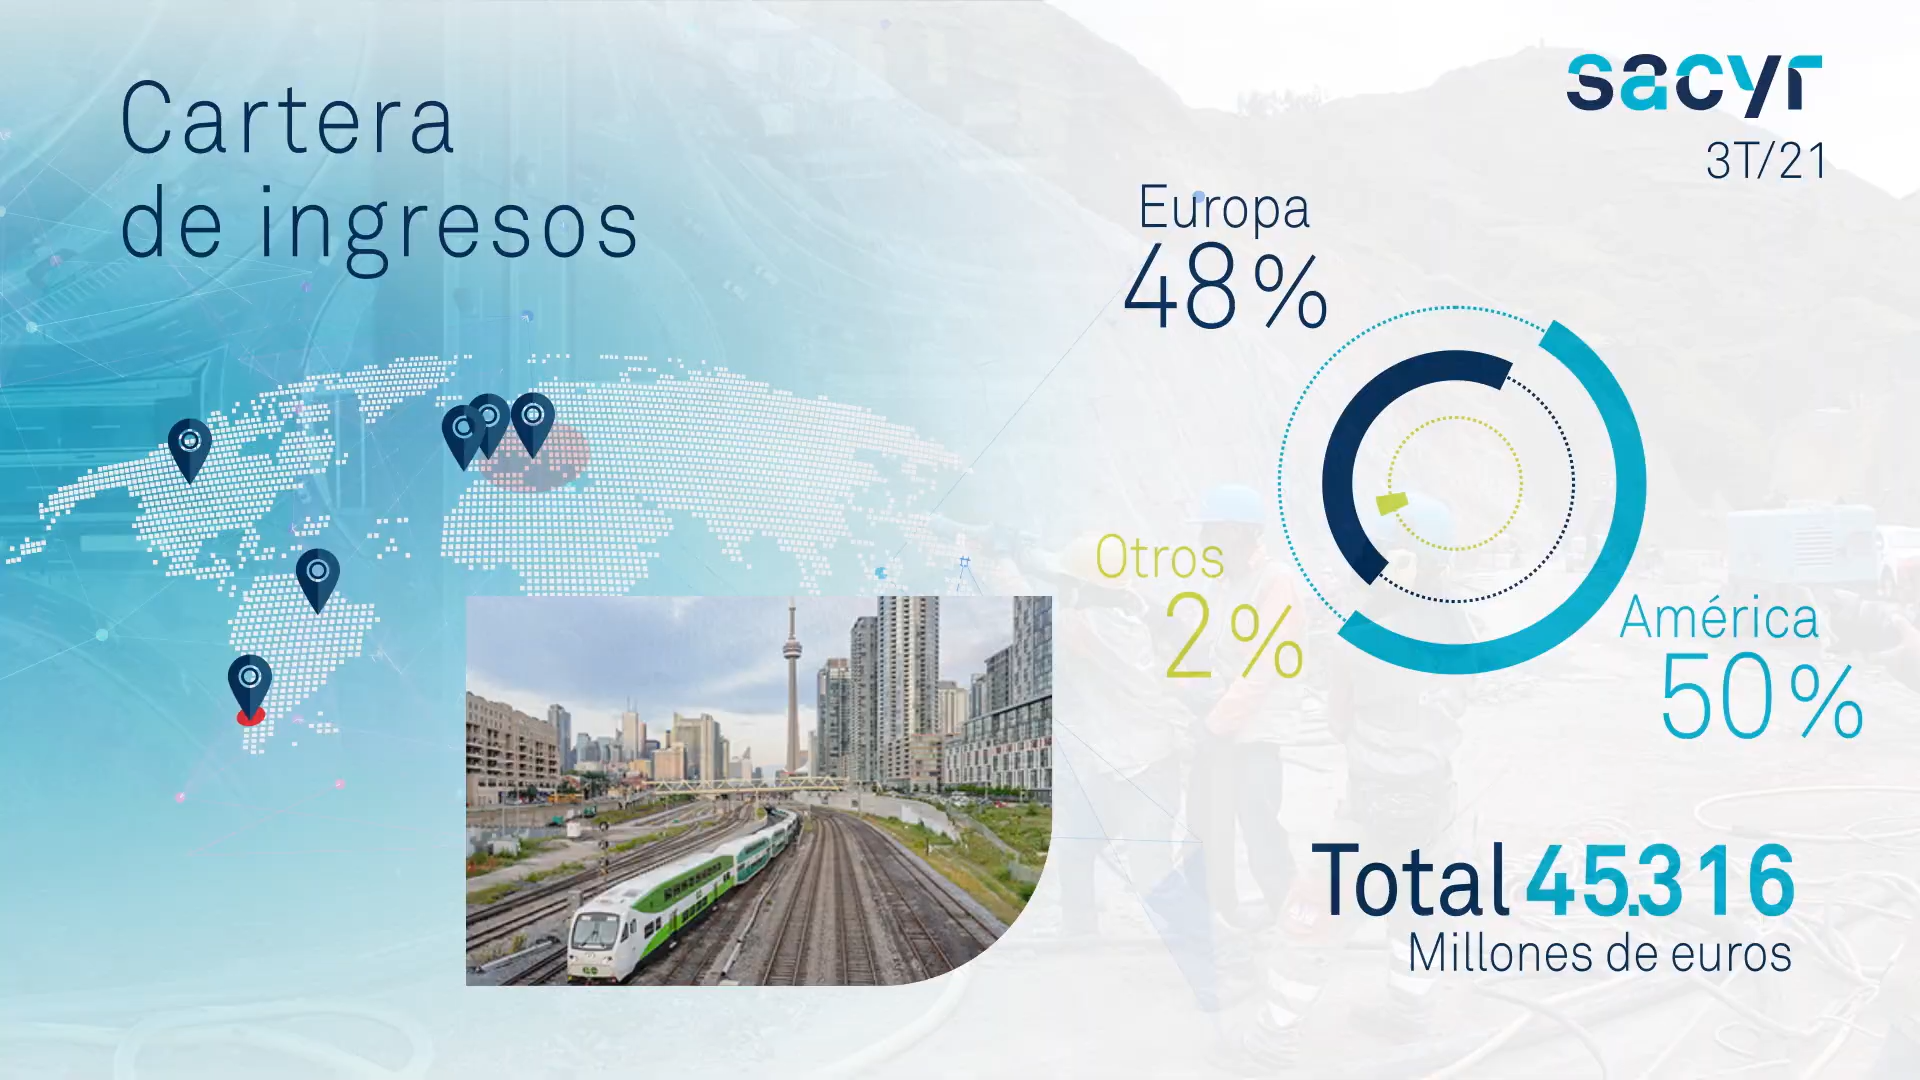 Cartera
de ingresos
sacyr
3T/21
Europa
48%
Otros
2%
América
50%
Total 45.316
Millones de euros